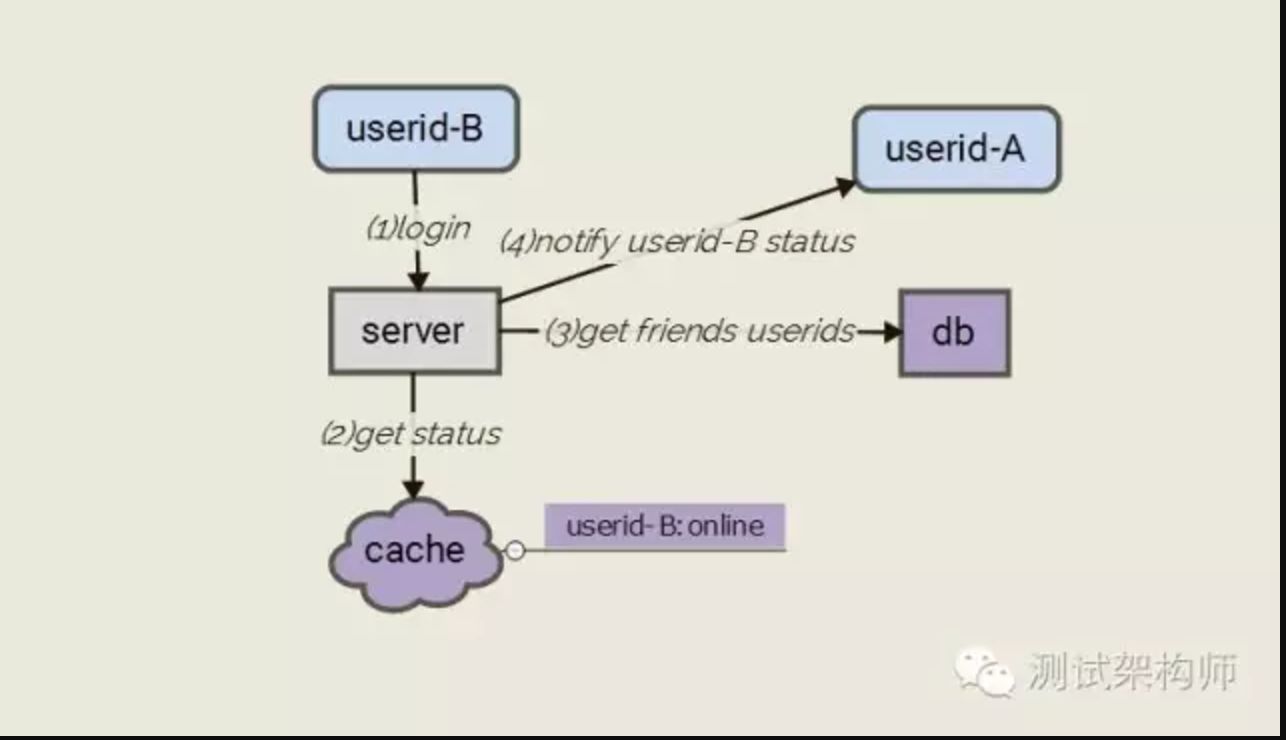 userid-B
userid-A
(1)login
(4)notify userid-B status
server
(3)get friends userids
db
(2)get status
userid-B:online
cache
测试架构师